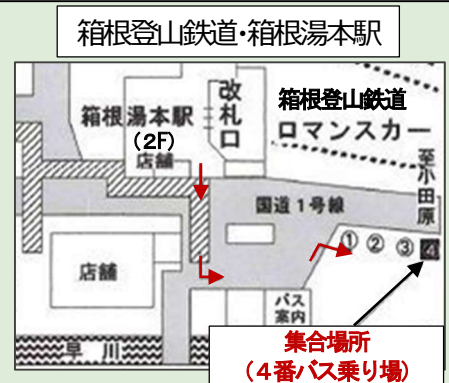 箱根登山鉄道・箱根湯本駅
箱根湯本駅
(2F)
店舗
改札口
箱根登山鉄道
ロマンスカー
至小田原
国道1号線
① ② ③ ④
店舗
バス
案内
早川
集合場所
(4番バス乗り場)